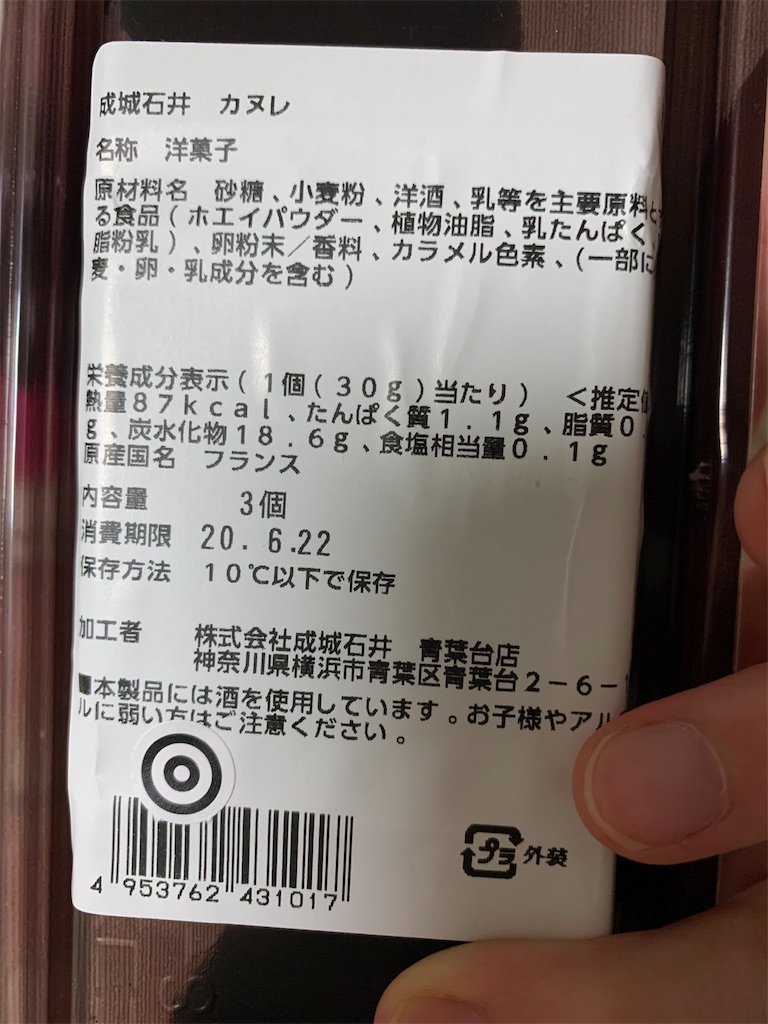 成城石井 カヌレ
名称 洋菓子
原材料名 砂糖、小麦粉、洋酒、乳等を主要原料と
る食品(ホエイパウダー、植物油脂、乳たんぱく、
脂粉乳)、卵粉末/香料、カラメル色素、(一部に
麦・卵・乳成分を含む)
栄養成分表示(1個(30g)当たり) <推定
熱量87kcal、たんぱく質1.1g、脂質0.
g、炭水化物18.6g、食塩相当量0.1g
原産国名 フランス
内容量 3個
消費期限 20.6.22
保存方法 10℃以下で保存
加工者 株式会社成城石井 青葉台店
神奈川県横浜市青葉区青葉台2-6-
■本製品には酒を使用しています。お子様やアル
ルに弱い方はご注意ください。
4 953762 431017
プラ 外装